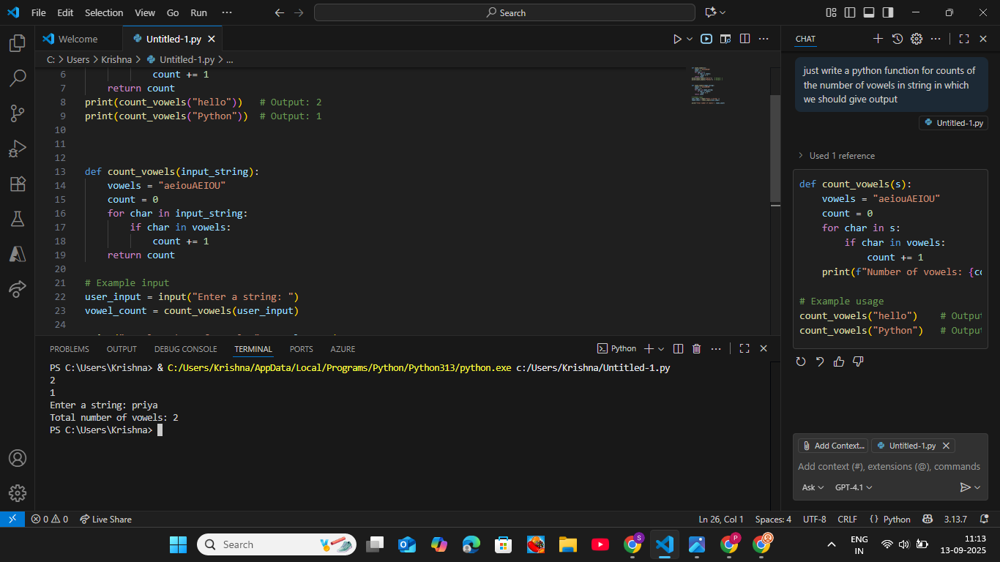 File Edit Selection View Go Run ··· Search
Welcome Untitled-1.py
C: > Users > Krishna > Untitled-1.py > ...
6 count += 1
7 return count
8 print(count_vowels("hello")) # Output: 2
9 print(count_vowels("Python")) # Output: 1
10
11
12
13 def count_vowels(input_string):
14 vowels = "aeiouAEIOU"
15 count = 0
16 for char in input_string:
17 if char in vowels:
18 count += 1
19 return count
20
21 # Example input
22 user_input = input("Enter a string: ")
23 vowel_count = count_vowels(user_input)
24
PROBLEMS OUTPUT DEBUG CONSOLE TERMINAL PORTS AZURE Python
PS C:\Users\Krishna> & C:/Users/Krishna/AppData/Local/Programs/Python/Python313/python.exe c:/Users/Krishna/Untitled-1.py
2
1
Enter a string: priya
Total number of vowels: 2
PS C:\Users\Krishna>
CHAT
just write a python function for counts of
the number of vowels in string in which
we should give output
Untitled-1.py
> Used 1 reference
def count_vowels(s):
vowels = "aeiouAEIOU"
count = 0
for char in s:
if char in vowels:
count += 1
print(f"Number of vowels: {co
# Example usage
count_vowels("hello") # Output
count_vowels("Python") # Output
Add Context... Untitled-1.py
Add context (#), extensions (@), commands
Ask GPT-4.1
0 0 Live Share Ln 26, Col 1 Spaces: 4 UTF-8 CRLF {} Python 3.13.7
Search
ENG
IN
11:13
13-09-2025